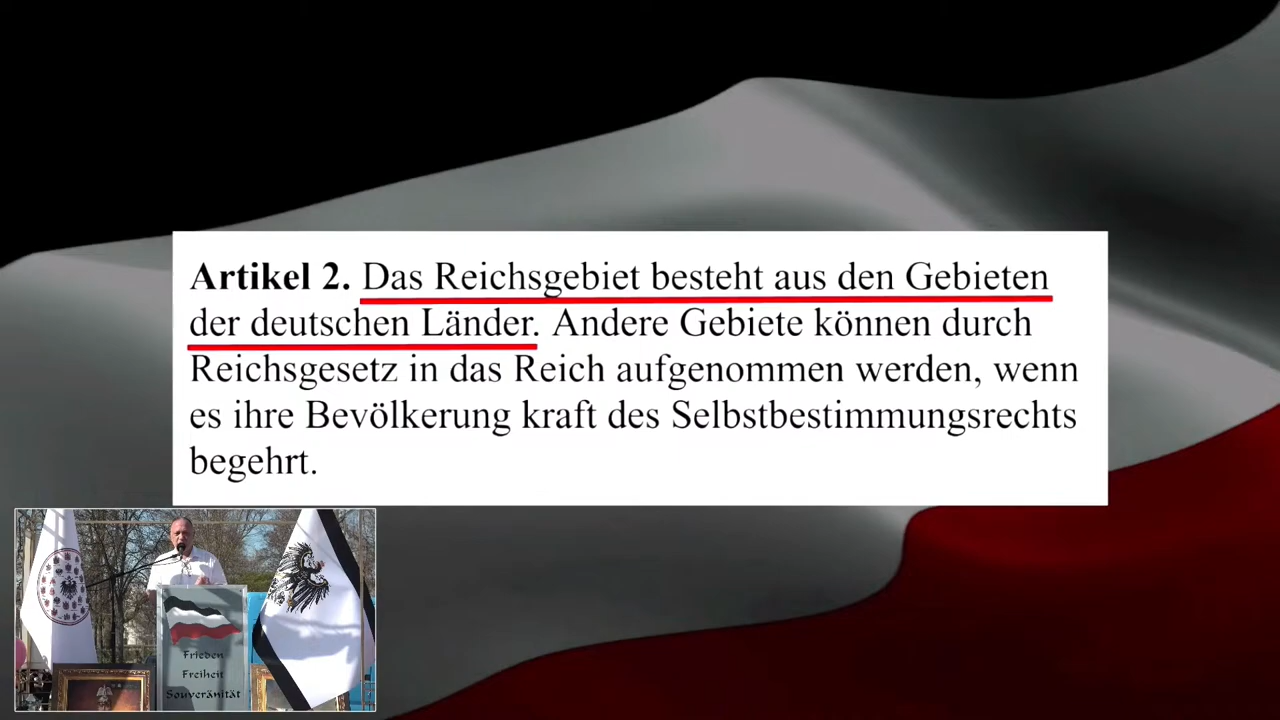 Artikel 2. Das Reichsgebiet besteht aus den Gebieten
der deutschen Länder. Andere Gebiete können durch
Reichsgesetz in das Reich aufgenommen werden, wenn
es ihre Bevölkerung kraft des Selbstbestimmungsrechts
begehrt.
Frieden
Freiheit
Souveränität